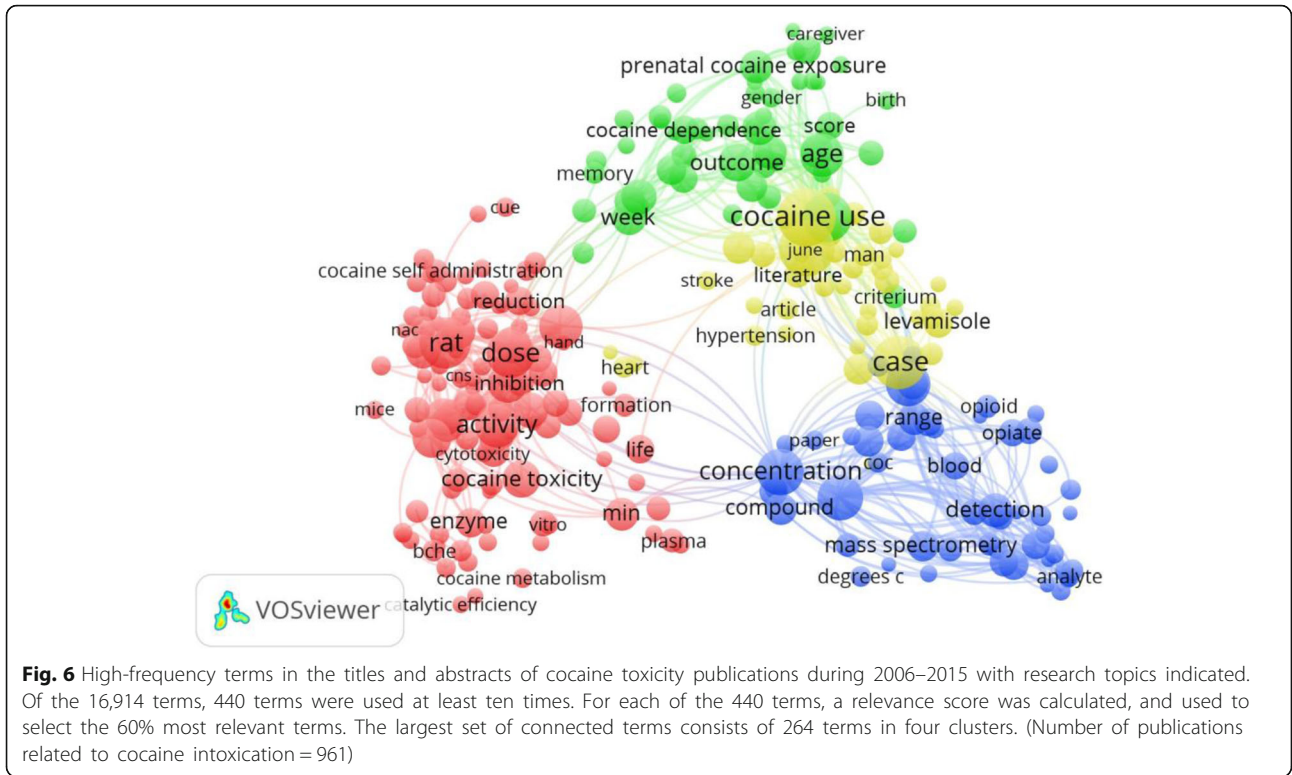 caregiver
prenatal cocaine exposure
gender
birth
cocaine dependence
score
outcome
age
memory
week
cocaine use
cue
june
man
cocaine self administration
literature
stroke
reduction
criterium
article
levamisole
nac
hand
hypertension
rat
dose
case
heart
cns
inhibition
mice
formation
opioid
activity
range
opiate
paper
cytotoxicity
life
coc
blood
cocaine toxicity
concentration
compound
detection
enzyme
vitro
min
bche
plasma
mass spectrometry
cocaine metabolism
degrees c
analyte
VOSviewer
catalytic efficiency
Fig. 6 High-frequency terms in the titles and abstracts of cocaine toxicity publications during 2006–2015 with research topics indicated.
Of the 16,914 terms, 440 terms were used at least ten times. For each of the 440 terms, a relevance score was calculated, and used to
select the 60% most relevant terms. The largest set of connected terms consists of 264 terms in four clusters. (Number of publications
related to cocaine intoxication = 961)